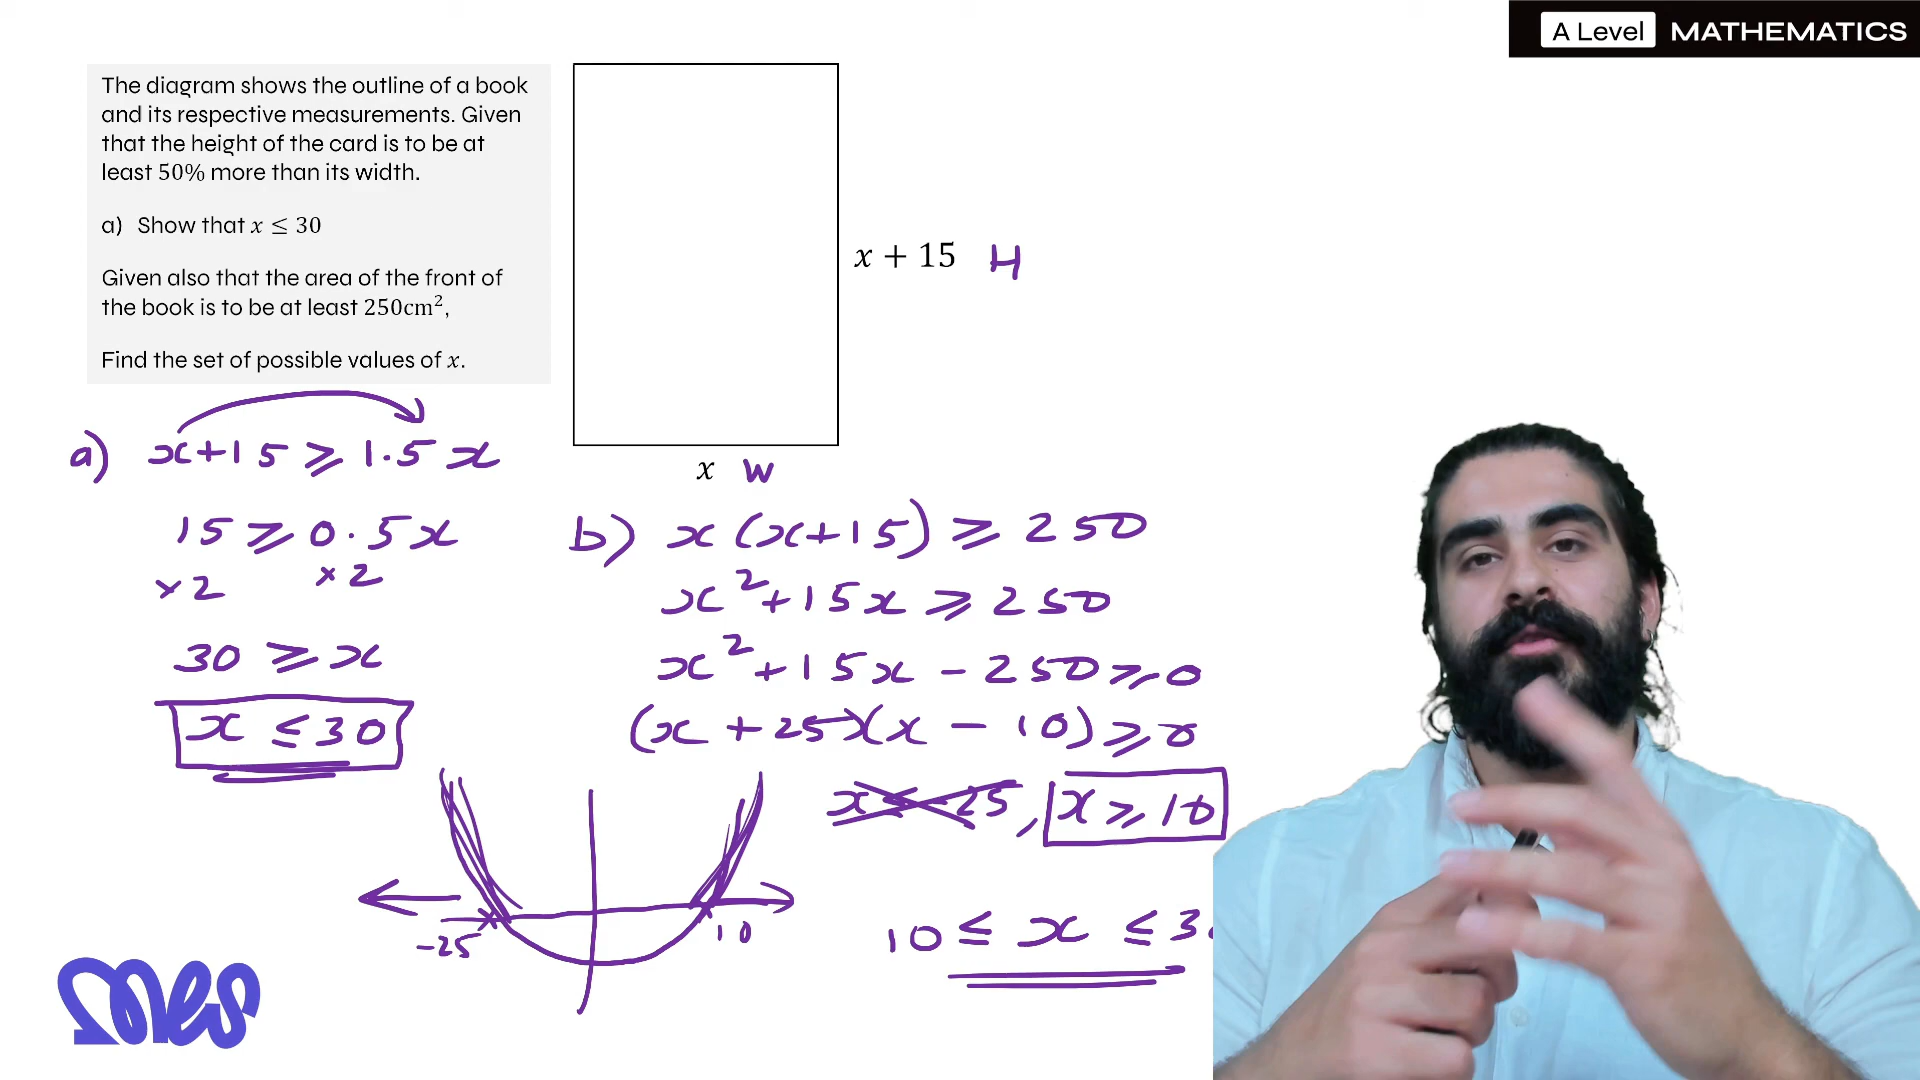 A Level MATHEMATICS
The diagram shows the outline of a book
and its respective measurements. Given
that the height of the card is to be at
least 50% more than its width.
a) Show that x ≤ 30
Given also that the area of the front of
the book is to be at least 250cm²,
Find the set of possible values of x.
x + 15 H
x W
a) x+15 ⩾ 1.5x
15 ⩾ 0.5x
×2 ×2
30 ⩾ x
x ≤ 30
b) x(x+15) ⩾ 250
x²+15x ⩾ 250
x²+15x - 250 ⩾ 0
(x + 25)(x - 10) ⩾ 0
x ≤ -25, x ⩾ 10
-25 10
10 ≤ x ≤ 3
mes